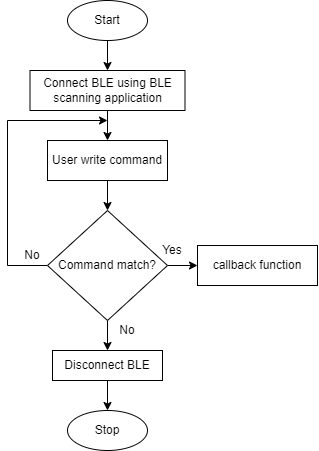 Start
Connect BLE using BLE
scanning application
User write command
Yes
No
Command match?
callback function
No
Disconnect BLE
Stop